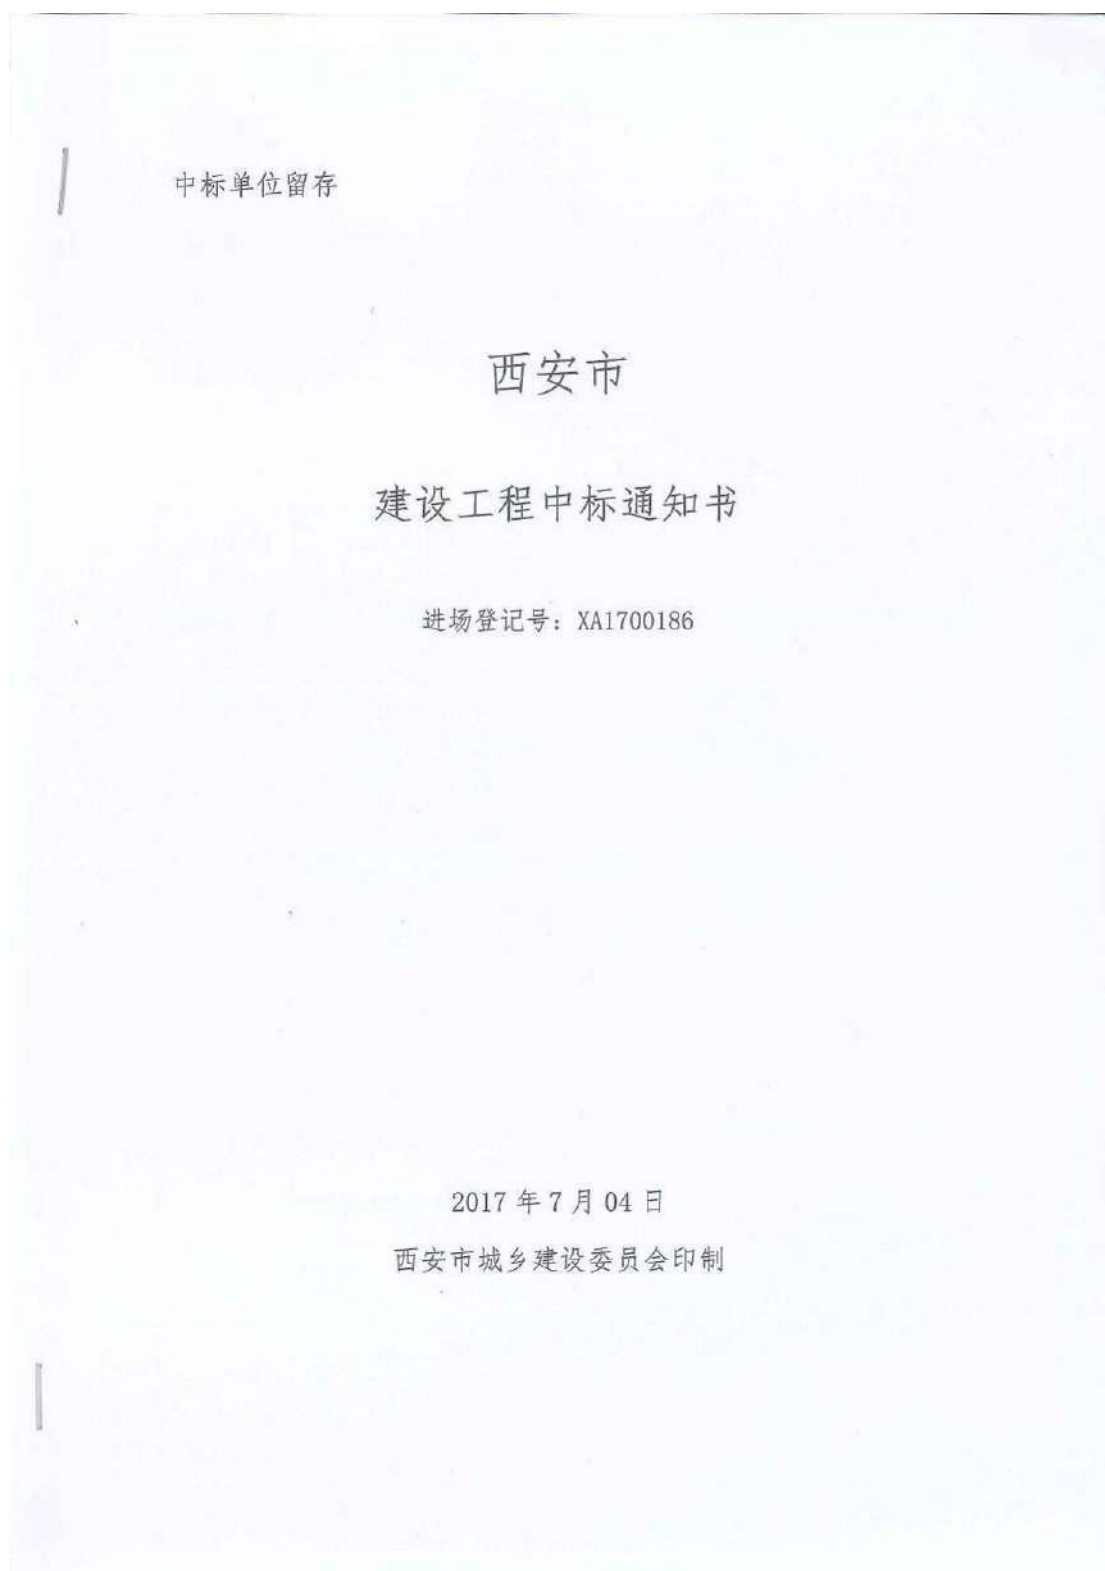 中标单位留存
西安市
建设工程中标通知书
进场登记号：XA1700186
2017年7月04日
西安市城乡建设委员会印制